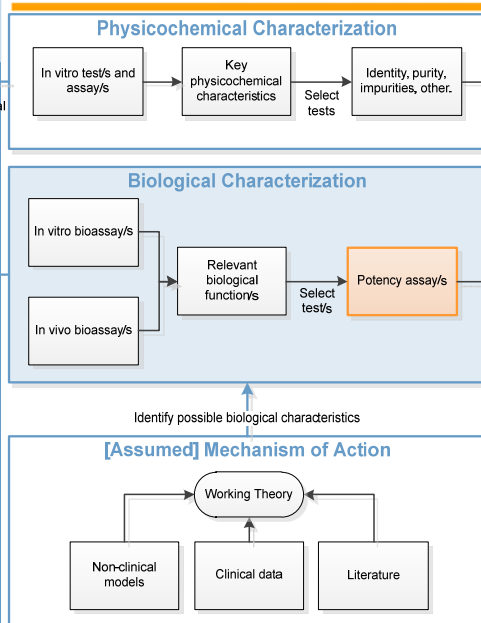 Physicochemical Characterization
In vitro test/s and
assay/s
Key
physicochemical
characteristics
Select
tests
Identity, purity,
impurities, other.
Biological Characterization
In vitro bioassay/s
In vivo bioassay/s
Relevant
biological
function/s
Select
test/s
Potency assay/s
Identify possible biological characteristics
[Assumed] Mechanism of Action
Working Theory
Non-clinical
models
Clinical data
Literature